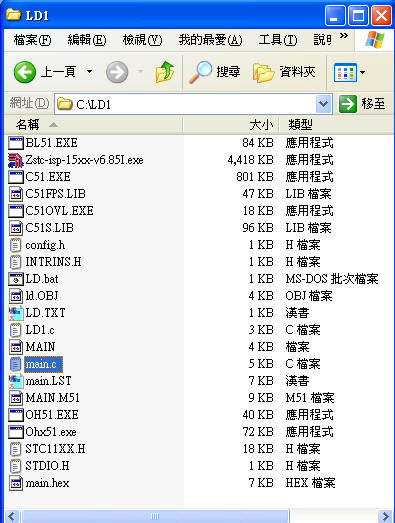 LD1
檔案(F) 編輯(E) 檢視(V) 我的最愛(A) 工具(T) 說明 »
上一頁 搜尋 資料夾
網址(D) C:\LD1 移至
名稱 大小 類型
BL51.EXE 84 KB 應用程式
Zstc-isp-15xx-v6.85I.exe 4,418 KB 應用程式
C51.EXE 801 KB 應用程式
C51FPS.LIB 47 KB LIB 檔案
C51OVL.EXE 18 KB 應用程式
C51S.LIB 96 KB LIB 檔案
config.h 1 KB H 檔案
INTRINS.H 1 KB H 檔案
LD.bat 1 KB MS-DOS 批次檔案
ld.OBJ 4 KB OBJ 檔案
LD.TXT 1 KB 漢書
LD1.c 3 KB C 檔案
MAIN 4 KB 檔案
main.c 5 KB C 檔案
main.LST 7 KB 漢書
MAIN.M51 9 KB M51 檔案
OH51.EXE 40 KB 應用程式
Ohx51.exe 72 KB 應用程式
STC11XX.H 18 KB H 檔案
STDIO.H 1 KB H 檔案
main.hex 7 KB HEX 檔案